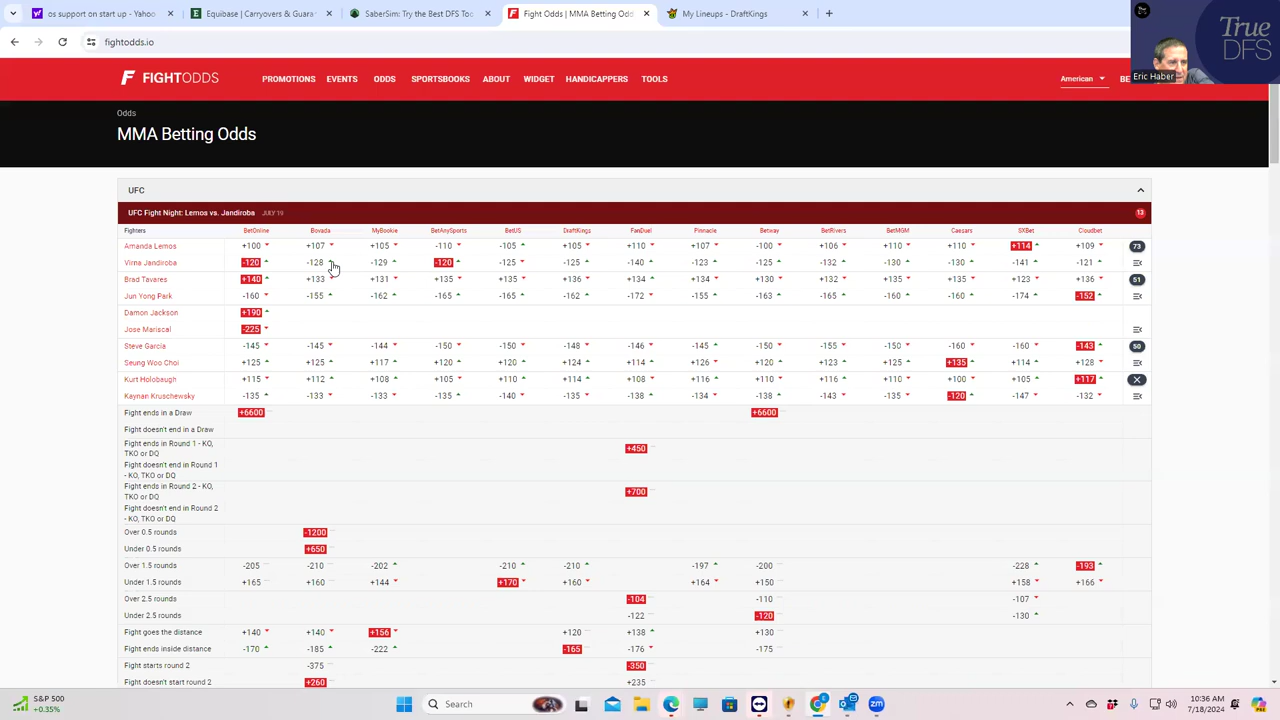 os support on stun - Yahoo
Equibase | Carryovers & Guara
SaberSim: Try the Best DFS Too
Fight Odds | MMA Betting Odd
My Lineups - DraftKings
fightodds.io
True DFS
Eric Haber
FIGHTODDS PROMOTIONS EVENTS ODDS SPORTSBOOKS ABOUT WIDGET HANDICAPPERS TOOLS American BE
Odds
MMA Betting Odds
UFC
UFC Fight Night: Lemos vs. Jandiroba JULY 19 13
Fighters BetOnline Bovada MyBookie BetAnySports BetUS DraftKings FanDuel Pinnacle Betway BetRivers BetMGM Caesars SXBet Cloudbet
Amanda Lemos +100 +107 +105 -110 -105 +105 +110 +107 -100 +106 +110 +110 +114 +109 73
Virna Jandiroba -120 -128 -129 -120 -125 -125 -140 -123 -125 -132 -130 -130 -141 -121
Brad Tavares +140 +133 +131 +135 +135 +136 +134 +134 +130 +132 +135 +135 +123 +136 51
Jun Yong Park -160 -155 -162 -165 -165 -162 -172 -155 -163 -165 -160 -160 -174 -152
Damon Jackson +190
Jose Mariscal -225
Steve Garcia -145 -145 -144 -150 -150 -148 -146 -145 -150 -155 -150 -160 -160 -143 50
Seung Woo Choi +125 +125 +120 +120 +120 +124 +114 +126 +120 +123 +125 +135 +114 +128
Kurt Holobaugh +115 +112 +108 +105 +110 +114 +108 +116 +110 +116 +110 +100 +105 +117
Kaynan Kruschewsky -135 -133 -133 -135 -140 -135 -138 -134 -138 -143 -135 -120 -147 -132
Fight ends in a Draw +6600 +6600
Fight doesn't end in a Draw
Fight ends in Round 1 - KO, +450
TKO or DQ
Fight doesn't end in Round 1
- KO, TKO or DQ
Fight ends in Round 2 - KO, +700
TKO or DQ
Fight doesn't end in Round 2
- KO, TKO or DQ
Over 0.5 rounds -1200
Under 0.5 rounds +650
Over 1.5 rounds -205 -210 -202 -210 -210 -197 -200 -228 -193
Under 1.5 rounds +165 +160 +144 +170 +160 +164 +150 +158 +166
Over 2.5 rounds -104 -110 -107
Under 2.5 rounds -122 -120 -130
Fight goes the distance +140 +140 +156 +120 +138 +130
Fight ends inside distance -170 -185 -222 -165 -176 -175
Fight starts round 2 -375 -350
Fight doesn't start round 2 +260 +235
S&P 500
+0.35%
Search
10:36 AM
7/18/2024